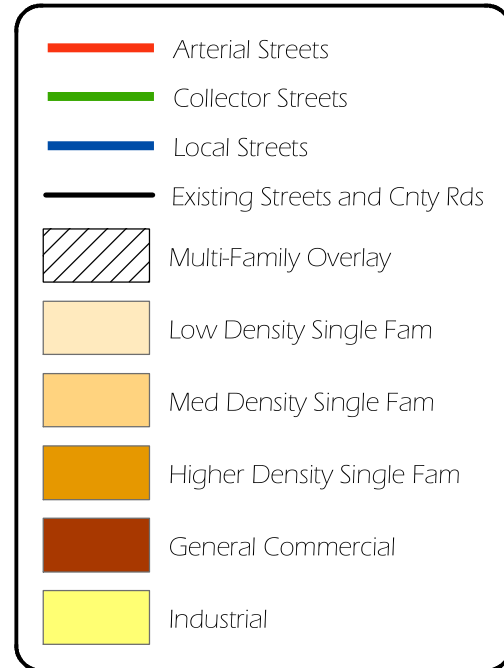 Arterial Streets
Collector Streets
Local Streets
Existing Streets and Cnty Rds
Multi-Family Overlay
Low Density Single Fam
Med Density Single Fam
Higher Density Single Fam
General Commercial
Industrial